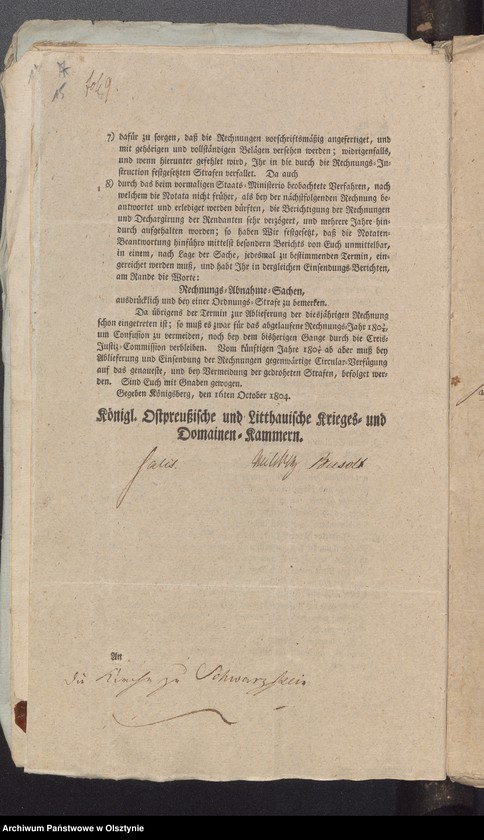 fol 9.
15
7) dafür zu sorgen, daß die Rechnungen vorschriftsmäßig angefertiget, und
mit gehörigen und vollständigen Belägen versehen werden; widrigenfalls,
und wenn hierunter gefehlet wird, Ihr in die durch die Rechnungs-In-
struction festgesetzten Strafen verfallet. Da auch
8) durch das beim vormaligen Staats-Ministerio beobachtete Verfahren, nach
welchem die Notata nicht früher, als bey der nächstfolgenden Rechnung be-
antwortet und erlediget werden dürften, die Berichtigung der Rechnungen
und Dechargirung der Rendanten sehr verzögert, und mehrere Jahre hin-
durch aufgehalten worden; so haben Wir festgesetzt, daß die Notaten-
Beantwortung hinführo mittelst besondern Berichts von Euch unmittelbar,
in einem, nach Lage der Sache, jedesmal zu bestimmenden Termin, ein-
gereichet werden muß, und habt Ihr in dergleichen Einsendungs-Berichten,
am Rande die Worte:
Rechnungs-Abnahme-Sachen,
ausdrücklich und bey einer Ordnungs-Strafe zu bemerken.
Da übrigens der Termin zur Ablieferung der diesjährigen Rechnung
schon eingetreten ist; so muß es zwar für das abgelaufene Rechnungs-Jahr
um Confusion zu vermeiden, noch bey dem bisherigen Gange durch die Creis-
Justiz-Commission verbleiben. Vom künftigen Jahre ab aber muß bey
Ablieferung und Einsendung der Rechnungen gegenwärtige Circular-Verfügung
auf das genaueste, und bey Vermeidung der gedroheten Strafen, befolget wer-
den. Sind Euch mit Gnaden gewogen.
Gegeben Königsberg, den 16ten October 1804.
Königl. Ostpreußische und Litthauische Krieges- und
Domainen-Kammern.
Busolt
An
die Kirche zu Schwarzstein
Archiwum Państwowe w Olsztynie